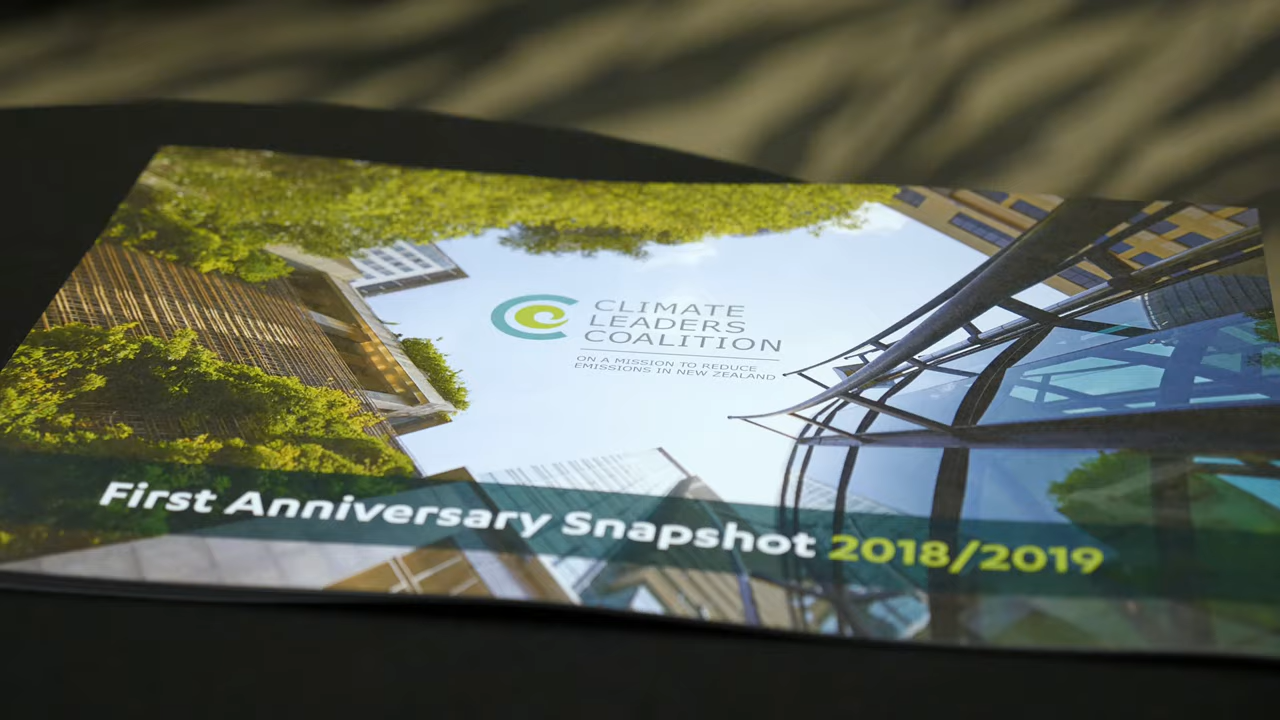 CLIMATE
LEADERS
COALITION
ON A MISSION TO REDUCE
EMISSIONS IN NEW ZEALAND
First Anniversary Snapshot 2018/2019